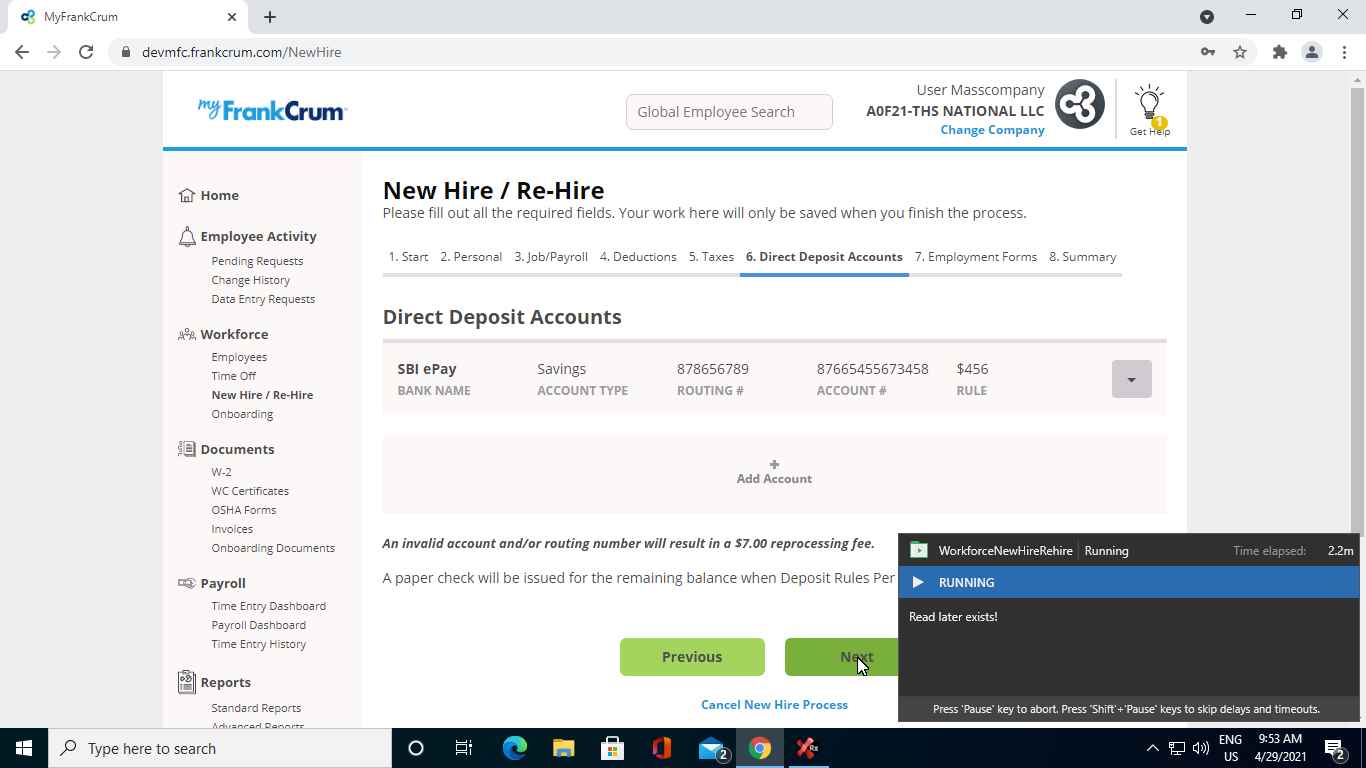 MyFrankCrum
devmfc.frankcrum.com/NewHire
myFrankCrum
Global Employee Search
User Masscompany
A0F21-THS NATIONAL LLC
Change Company
1
Get Help
Home
Employee Activity
Pending Requests
Change History
Data Entry Requests
Workforce
Employees
Time Off
New Hire / Re-Hire
Onboarding
Documents
W-2
WC Certificates
OSHA Forms
Invoices
Onboarding Documents
Payroll
Time Entry Dashboard
Payroll Dashboard
Time Entry History
Reports
Standard Reports
Advanced Reports
New Hire / Re-Hire
Please fill out all the required fields. Your work here will only be saved when you finish the process.
1. Start 2. Personal 3. Job/Payroll 4. Deductions 5. Taxes 6. Direct Deposit Accounts 7. Employment Forms 8. Summary
Direct Deposit Accounts
SBI ePay Savings 878656789 87665455673458 $456
BANK NAME ACCOUNT TYPE ROUTING # ACCOUNT # RULE
+
Add Account
An invalid account and/or routing number will result in a $7.00 reprocessing fee.
A paper check will be issued for the remaining balance when Deposit Rules Per
Previous Next
Cancel New Hire Process
WorkforceNewHireRehire Running Time elapsed: 2.2m
RUNNING
Read later exists!
Press 'Pause' key to abort. Press 'Shift'+'Pause' keys to skip delays and timeouts.
Type here to search
2
Rx
ENG
US
9:53 AM
4/29/2021
2